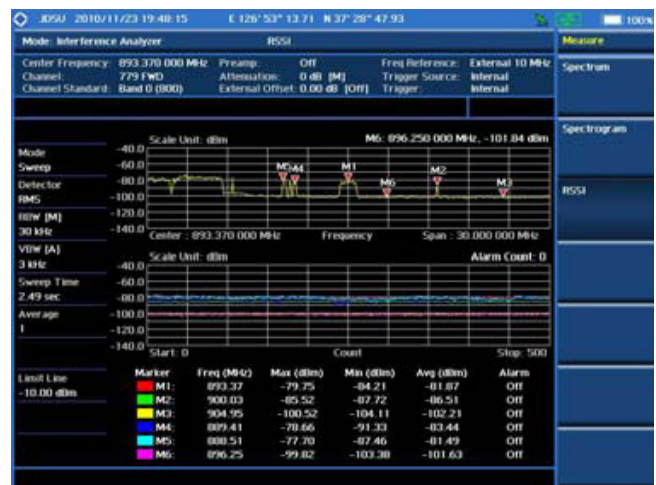 JDSU 2010/11/23 19:48:15 E 126° 53" 13.71 N 37° 28" 47.93 100%
Mode: Interference Analyzer RSSI Measure
Center Frequency: 893.370 000 MHz Preamp: Off Freq Reference: External 10 MHz
Channel: 779 FWD Attenuation: 0 dB [M] Trigger Source: Internal
Channel Standard: Band 0 (800) External Offset: 0.00 dB [Off] Trigger: Internal
Spectrum
Spectrogram
RSSI
Scale Unit: dBm M6: 896.250 000 MHz, -101.84 dBm
Mode
Sweep
Detector
RMS
RBW [M]
30 kHz
VBW [A]
3 kHz
Sweep Time
2.49 sec
Average
1
Limit Line
-10.00 dBm
-40.0
-60.0
-80.0
-100.0
-120.0
-140.0
M5 M4 M1 M6 M2 M3
Center : 893.370 000 MHz Frequency Span : 30.000 000 MHz
Scale Unit: dBm Alarm Count: 0
-40.0
-60.0
-80.0
-100.0
-120.0
-140.0
Start: 0 Count Stop: 500
Marker Freq (MHz) Max (dBm) Min (dBm) Avg (dBm) Alarm
M1: 893.37 -79.75 -84.21 -81.87 Off
M2: 900.03 -85.52 -87.72 -86.51 Off
M3: 904.95 -100.52 -104.11 -102.21 Off
M4: 889.41 -78.66 -91.33 -83.44 Off
M5: 888.51 -77.70 -87.46 -81.49 Off
M6: 896.25 -99.82 -103.38 -101.63 Off